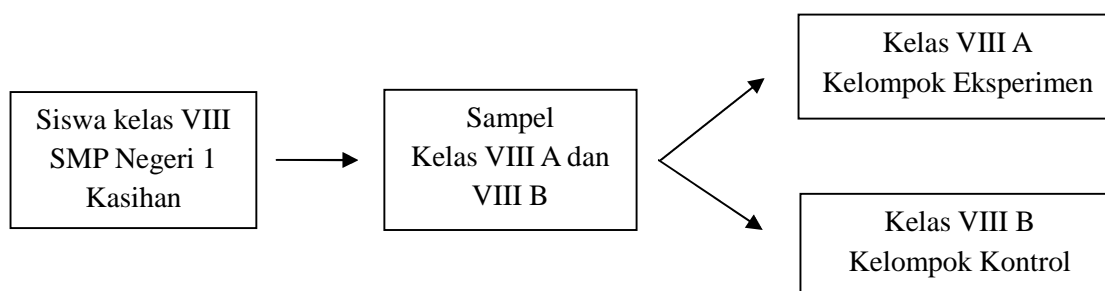 Siswa kelas VIII
SMP Negeri 1
Kasihan
Sampel
Kelas VIII A dan
VIII B
Kelas VIII A
Kelompok Eksperimen
Kelas VIII B
Kelompok Kontrol